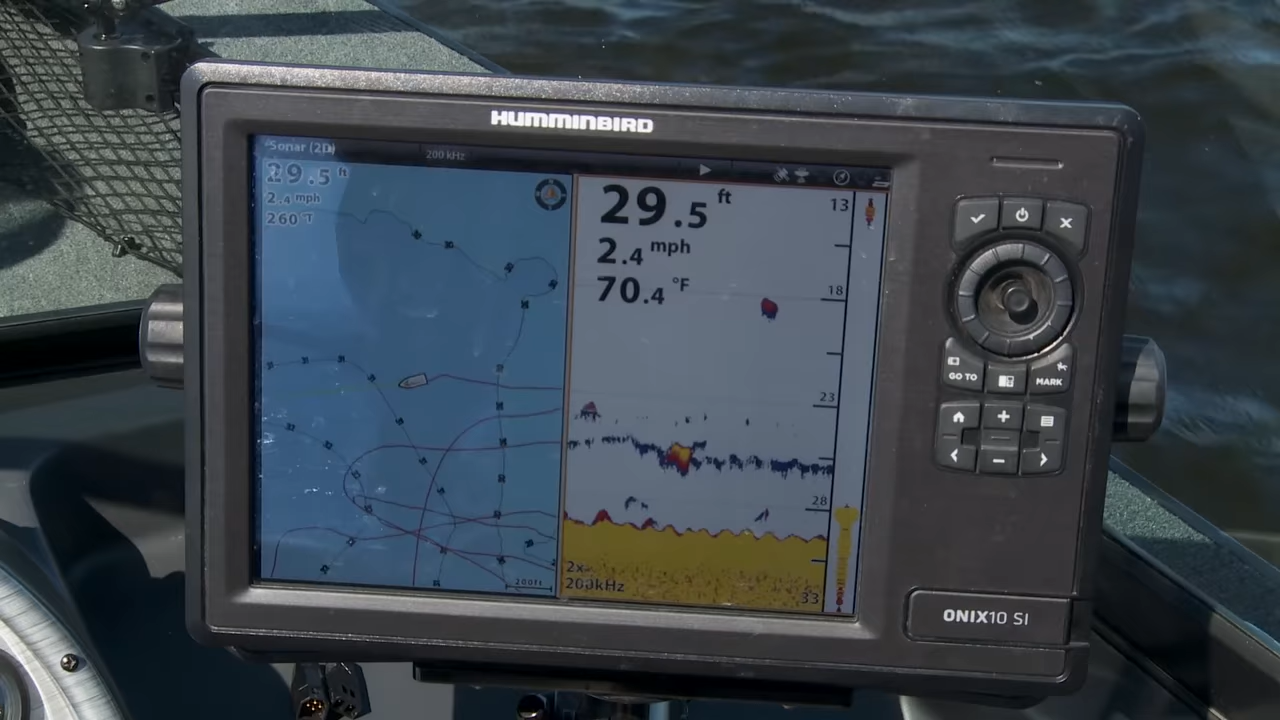 HUMMINBIRD
Sonar (2D)
200 kHz
29.5 ft
2.4 mph
260°T
29.5 ft
2.4 mph
70.4 °F
13
18
23
28
33
2x
200kHz
200ft
GO TO
MARK
ONIX10 SI